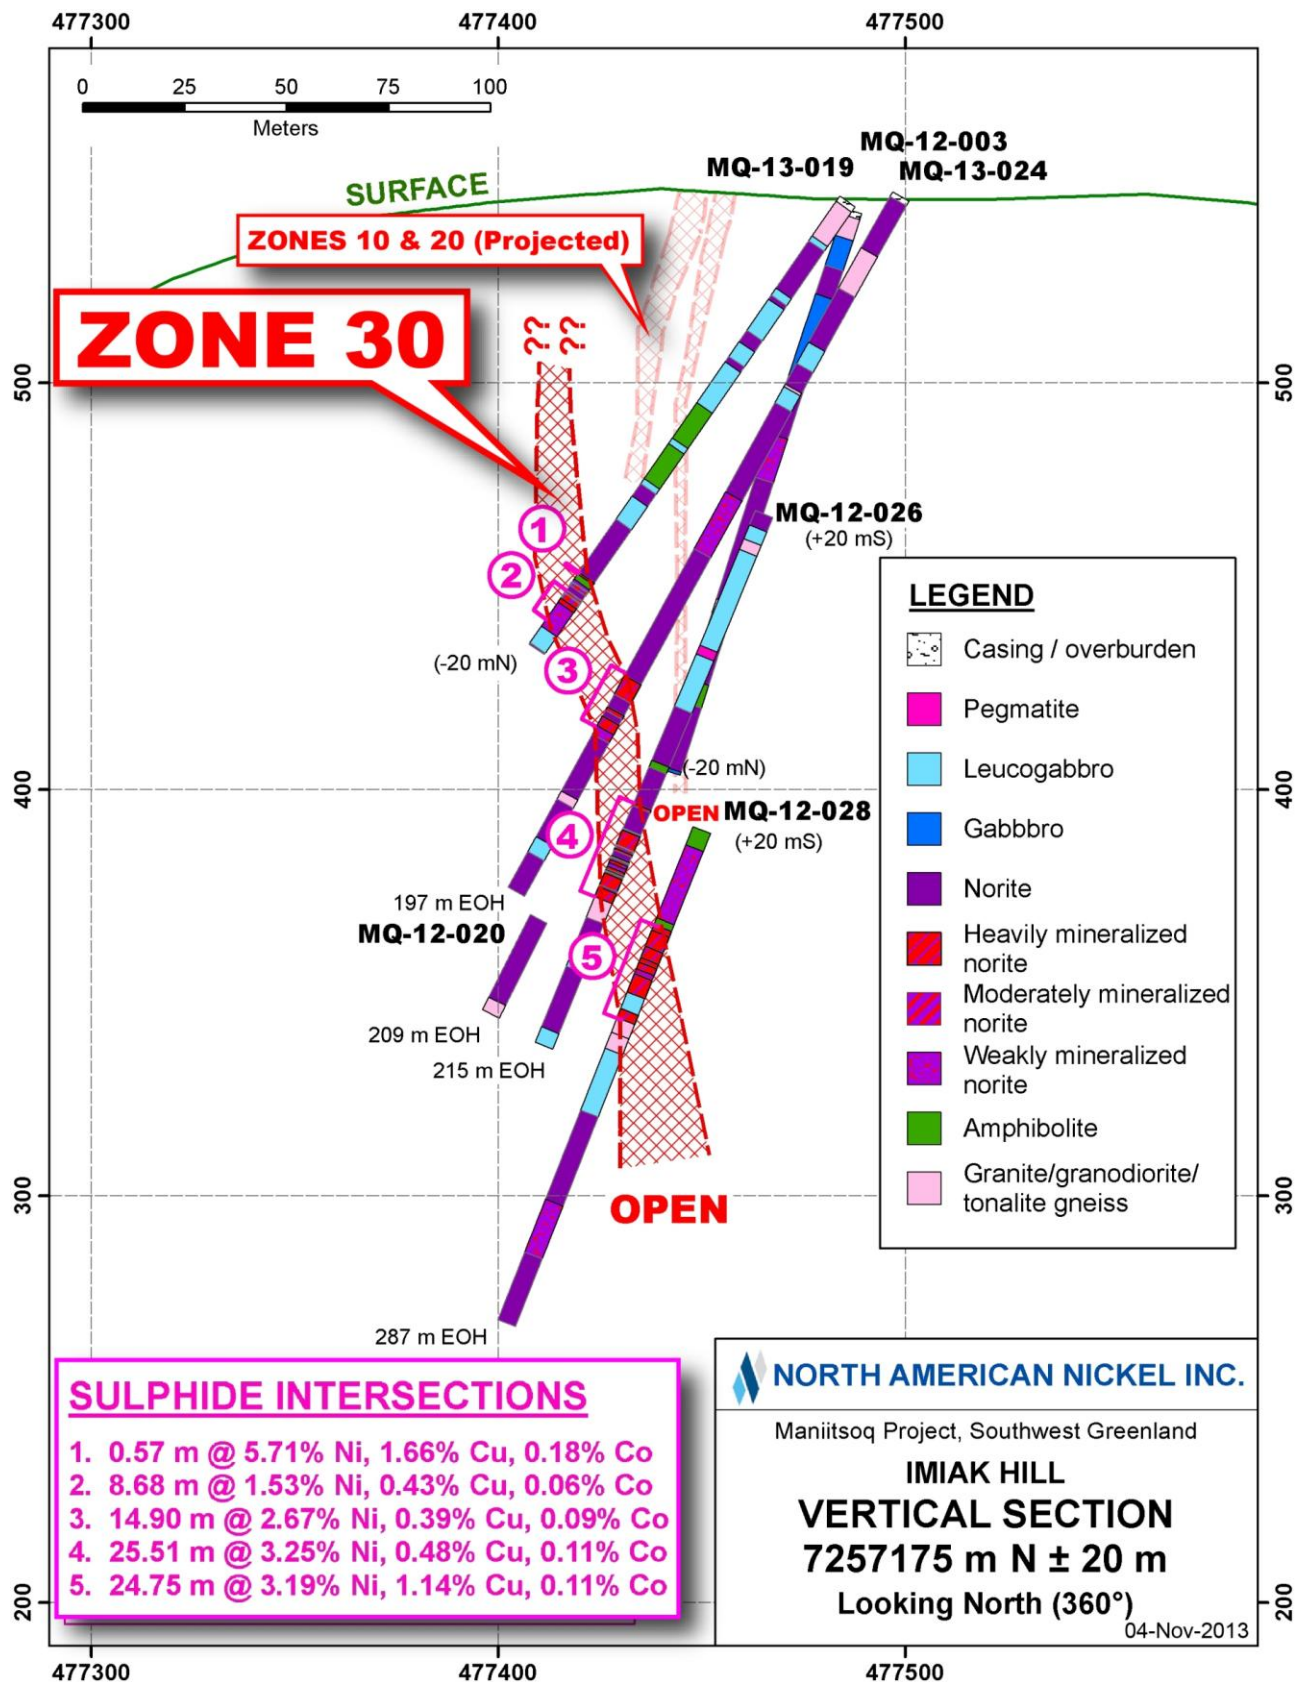 477300
477400
477500
0
25
50
75
100
Meters
MQ-12-003
MQ-13-019
MQ-13-024
SURFACE
ZONES 10 & 20 (Projected)
ZONE 30
??
??
500
500
1
2
MQ-12-026
(+20 mS)
(-20 mN)
3
LEGEND
Casing / overburden
Pegmatite
Leucogabbro
Gabbbro
Norite
Heavily mineralized
norite
Moderately mineralized
norite
Weakly mineralized
norite
Amphibolite
Granite/granodiorite/
tonalite gneiss
(-20 mN)
400
400
OPEN
MQ-12-028
(+20 mS)
4
197 m EOH
MQ-12-020
5
209 m EOH
215 m EOH
300
300
OPEN
287 m EOH
SULPHIDE INTERSECTIONS
1. 0.57 m @ 5.71% Ni, 1.66% Cu, 0.18% Co
2. 8.68 m @ 1.53% Ni, 0.43% Cu, 0.06% Co
3. 14.90 m @ 2.67% Ni, 0.39% Cu, 0.09% Co
4. 25.51 m @ 3.25% Ni, 0.48% Cu, 0.11% Co
5. 24.75 m @ 3.19% Ni, 1.14% Cu, 0.11% Co
NORTH AMERICAN NICKEL INC.
Maniitsoq Project, Southwest Greenland
IMIAK HILL
VERTICAL SECTION
7257175 m N ± 20 m
Looking North (360°)
04-Nov-2013
200
200
477300
477400
477500